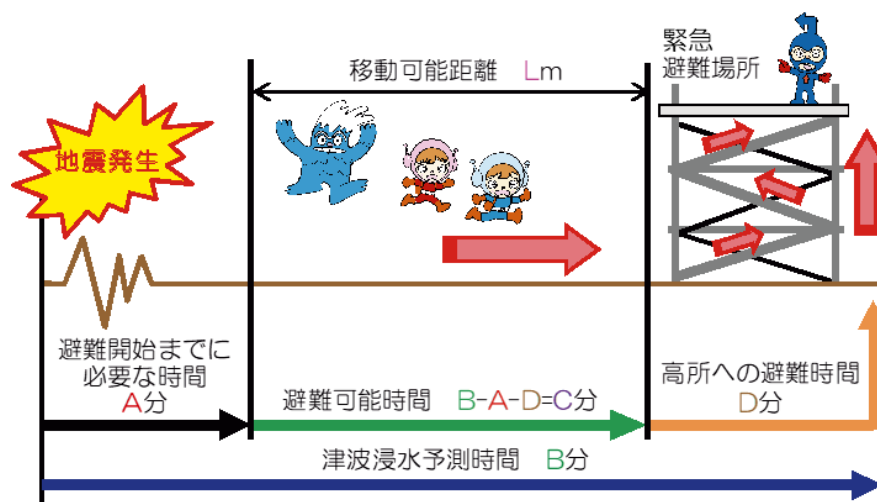 移動可能距離 Lm
緊急
避難場所
地震発生
避難開始までに
必要な時間
A分
避難可能時間 B-A-D=C分
高所への避難時間
D分
津波浸水予測時間 B分